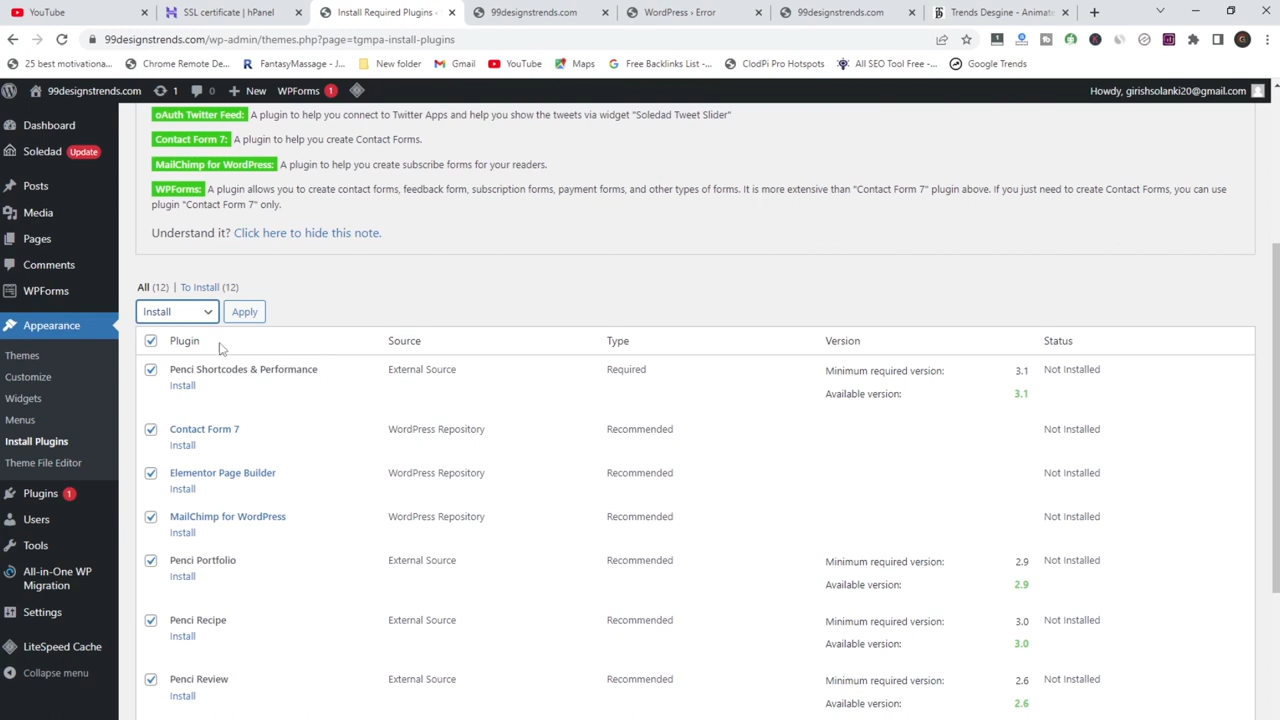 YouTube
SSL certificate | hPanel
Install Required Plugins ‹
99designstrends.com
WordPress › Error
99designstrends.com
Trends Desgine - Animate
99designstrends.com/wp-admin/themes.php?page=tgmpa-install-plugins
25 best motivationa...
Chrome Remote De...
FantasyMassage - J...
New folder
Gmail
YouTube
Maps
Free Backlinks List -...
ClodPi Pro Hotspots
All SEO Tool Free -...
Google Trends
99designstrends.com
1
0
New
WPForms 1
Howdy, girishsolanki20@gmail.com
Dashboard
Soledad Update
Posts
Media
Pages
Comments
WPForms
Appearance
Themes
Customize
Widgets
Menus
Install Plugins
Theme File Editor
Plugins 1
Users
Tools
All-in-One WP
Migration
Settings
LiteSpeed Cache
Collapse menu
oAuth Twitter Feed: A plugin to help you connect to Twitter Apps and help you show the tweets via widget "Soledad Tweet Slider"
Contact Form 7: A plugin to help you create Contact Forms.
MailChimp for WordPress: A plugin to help you create subscribe forms for your readers.
WPForms: A plugin allows you to create contact forms, feedback form, subscription forms, payment forms, and other types of forms. It is more extensive than "Contact Form 7" plugin above. If you just need to create Contact Forms, you can use
plugin "Contact Form 7" only.
Understand it? Click here to hide this note.
All (12) | To Install (12)
Install
Apply
Plugin Source Type Version Status
Penci Shortcodes & Performance External Source Required Minimum required version: 3.1 Not Installed
Install Available version: 3.1
Contact Form 7 WordPress Repository Recommended Not Installed
Install
Elementor Page Builder WordPress Repository Recommended Not Installed
Install
MailChimp for WordPress WordPress Repository Recommended Not Installed
Install
Penci Portfolio External Source Recommended Minimum required version: 2.9 Not Installed
Install Available version: 2.9
Penci Recipe External Source Recommended Minimum required version: 3.0 Not Installed
Install Available version: 3.0
Penci Review External Source Recommended Minimum required version: 2.6 Not Installed
Install Available version: 2.6